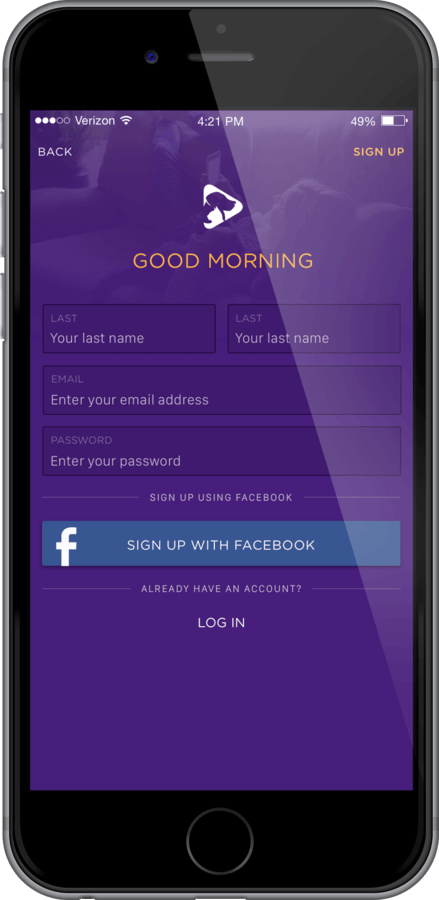 Verizon 4:21 PM 49%
BACK SIGN UP
GOOD MORNING
LAST LAST
Your last name Your last name
EMAIL
Enter your email address
PASSWORD
Enter your password
SIGN UP USING FACEBOOK
f SIGN UP WITH FACEBOOK
ALREADY HAVE AN ACCOUNT?
LOG IN